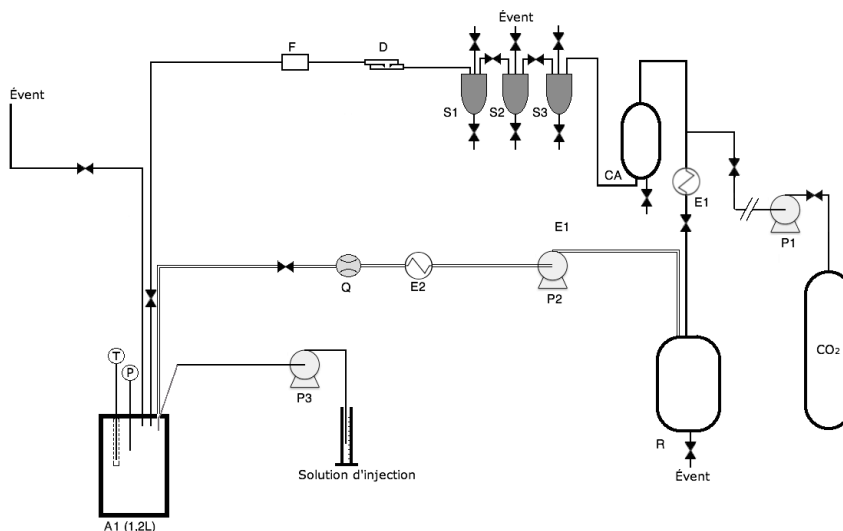 Évent
F
D
Évent
S1
S2
S3
CA
E1
P1
E1
Q
E2
P2
CO₂
T
P
P3
R
Solution d'injection
Évent
A1 (1,2L)